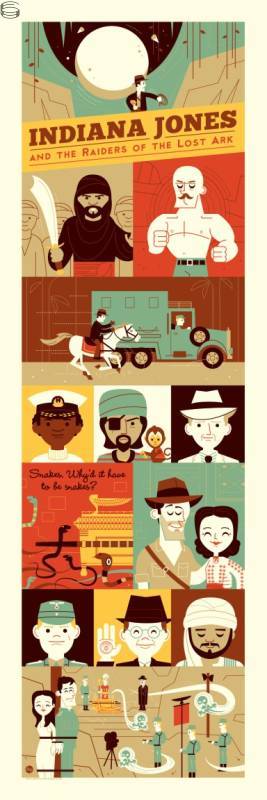 INDIANA JONES
AND THE RAIDERS OF THE LOST ARK
Snakes. Why'd it have
to be snakes?